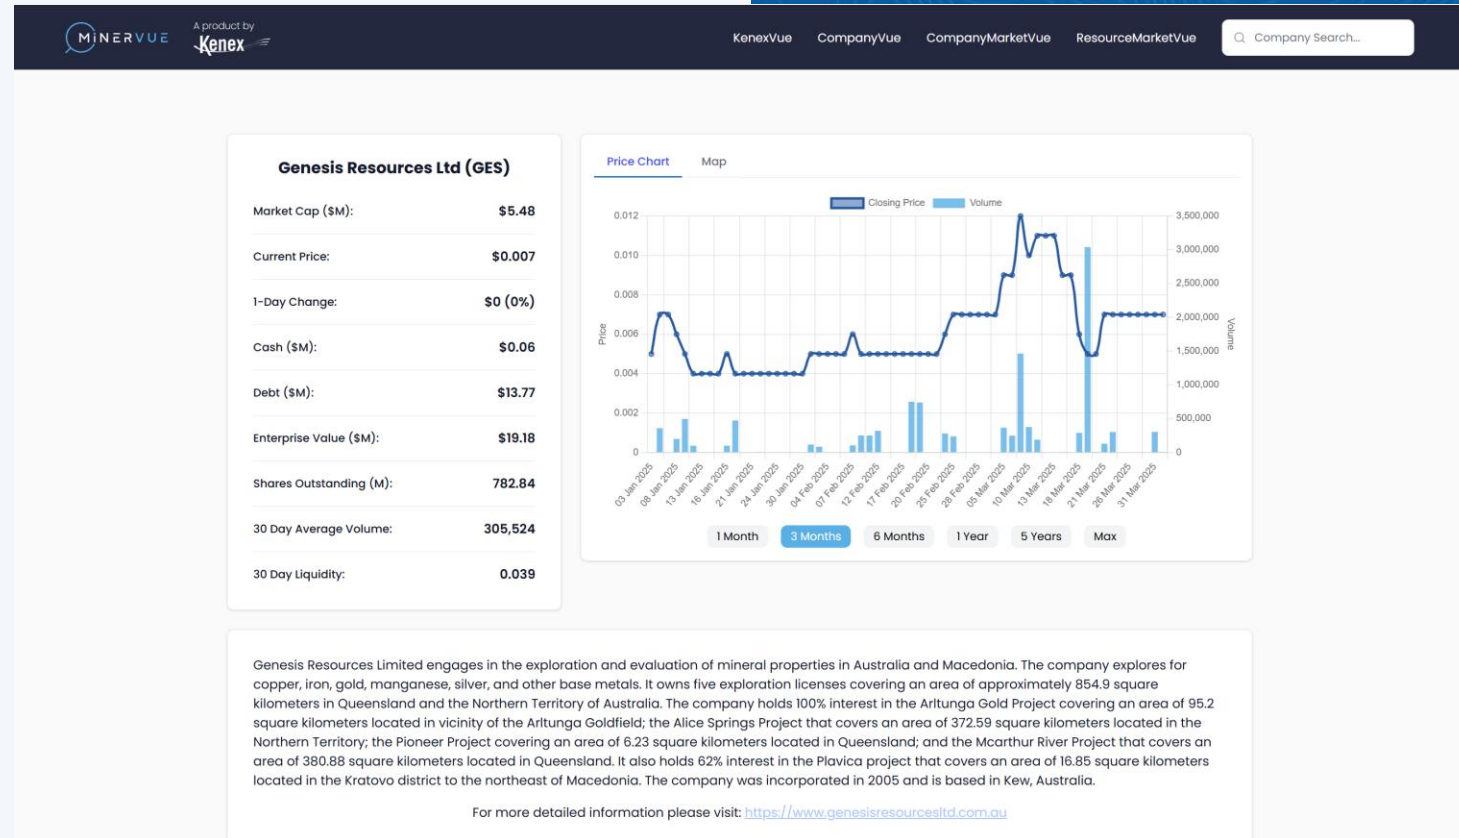 MINERVUE
A product by
Kenex
KenexVue CompanyVue CompanyMarketVue ResourceMarketVue
Company Search...
Genesis Resources Ltd (GES)
Market Cap ($M): $5.48
Current Price: $0.007
1-Day Change: $0 (0%)
Cash ($M): $0.06
Debt ($M): $13.77
Enterprise Value ($M): $19.18
Shares Outstanding (M): 782.84
30 Day Average Volume: 305,524
30 Day Liquidity: 0.039
Price Chart Map
Closing Price Volume
0.012
0.010
0.008
0.006
0.004
0.002
0
Price
3,500,000
3,000,000
2,500,000
2,000,000
1,500,000
1,000,000
500,000
0
Volume
03 Jan 2025
08 Jan 2025
13 Jan 2025
16 Jan 2025
21 Jan 2025
24 Jan 2025
30 Jan 2025
04 Feb 2025
07 Feb 2025
12 Feb 2025
17 Feb 2025
20 Feb 2025
25 Feb 2025
28 Feb 2025
05 Mar 2025
10 Mar 2025
13 Mar 2025
18 Mar 2025
21 Mar 2025
26 Mar 2025
31 Mar 2025
1 Month 3 Months 6 Months 1 Year 5 Years Max
Genesis Resources Limited engages in the exploration and evaluation of mineral properties in Australia and Macedonia. The company explores for
copper, iron, gold, manganese, silver, and other base metals. It owns five exploration licenses covering an area of approximately 854.9 square
kilometers in Queensland and the Northern Territory of Australia. The company holds 100% interest in the Arltunga Gold Project covering an area of 95.2
square kilometers located in vicinity of the Arltunga Goldfield; the Alice Springs Project that covers an area of 372.59 square kilometers located in the
Northern Territory; the Pioneer Project covering an area of 6.23 square kilometers located in Queensland; and the Mcarthur River Project that covers an
area of 380.88 square kilometers located in Queensland. It also holds 62% interest in the Plavica project that covers an area of 16.85 square kilometers
located in the Kratovo district to the northeast of Macedonia. The company was incorporated in 2005 and is based in Kew, Australia.
For more detailed information please visit: https://www.genesisresourcesltd.com.au